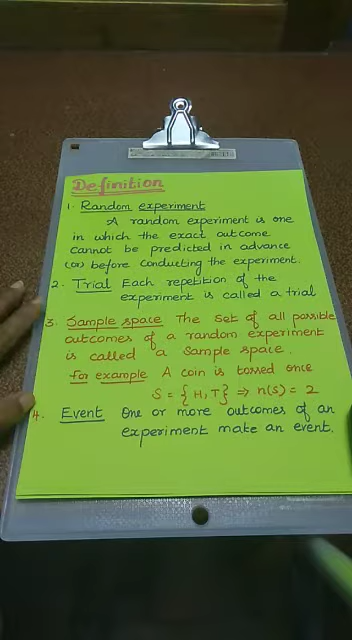 Definition
1. Random experiment
A random experiment is one
in which the exact outcome
cannot be predicted in advance
(or) before conducting the experiment.
2. Trial Each repetition of the
experiment is called a trial
3. Sample space The set of all possible
outcomes of a random experiment
is called a Sample space.
for example A coin is tossed once
S = {H, T} ⇒ n(S) = 2
4. Event One or more outcomes of an
experiment make an event.